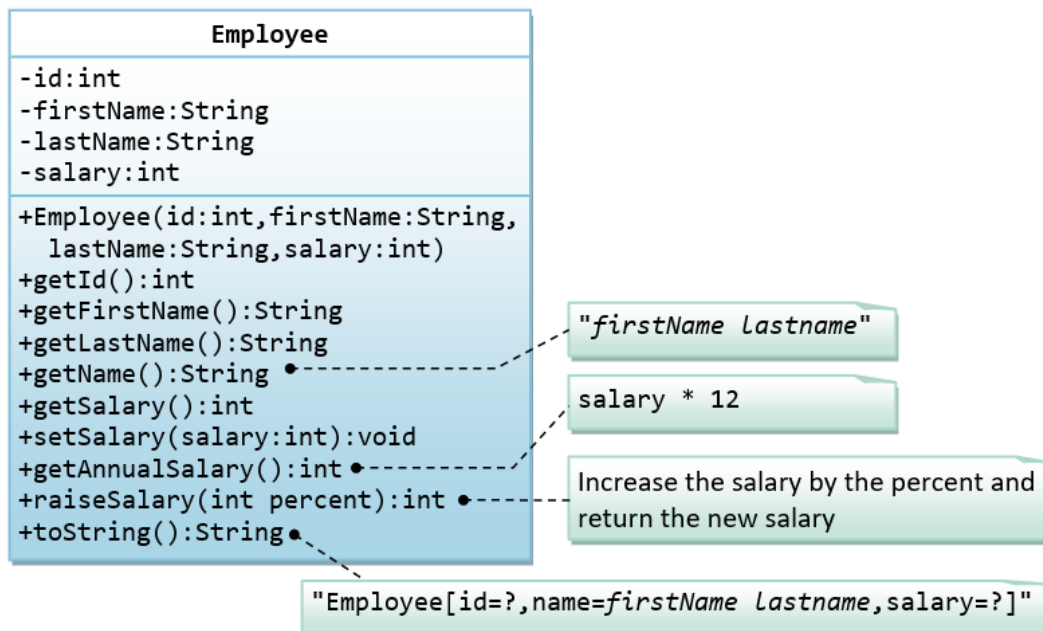 Employee
-id:int
-firstName:String
-lastName:String
-salary:int
+Employee(id:int,firstName:String,
lastName:String,salary:int)
+getId():int
+getFirstName():String
+getLastName():String
+getName():String
+getSalary():int
+setSalary(salary:int):void
+getAnnualSalary():int
+raiseSalary(int percent):int
+toString():String
"firstName lastname"
salary * 12
Increase the salary by the percent and
return the new salary
"Employee[id=?,name=firstName lastname,salary=?]"